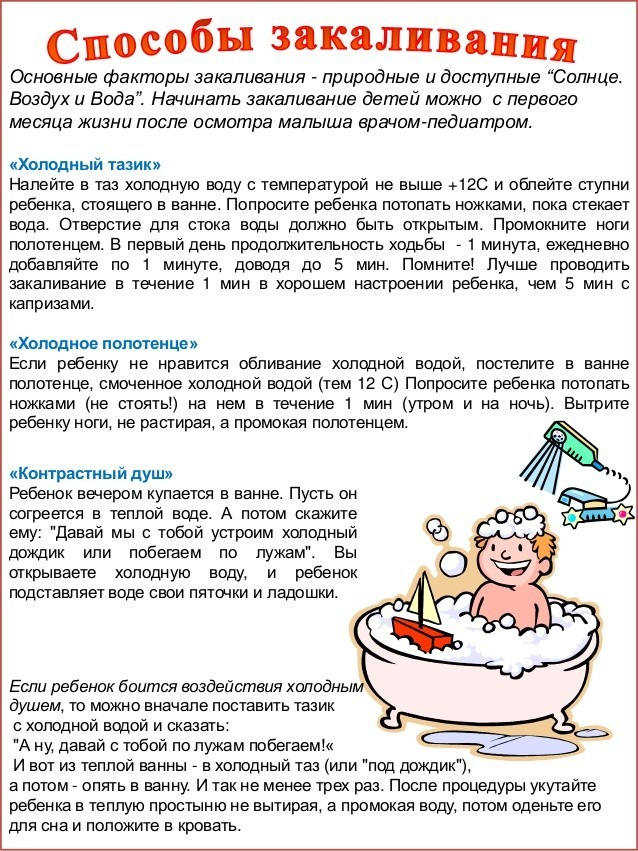 Способы закаливания
Основные факторы закаливания - природные и доступные “Солнце.
Воздух и Вода”. Начинать закаливание детей можно с первого
месяца жизни после осмотра малыша врачом-педиатром.
«Холодный тазик»
Налейте в таз холодную воду с температурой не выше +12С и облейте ступни
ребенка, стоящего в ванне. Попросите ребенка потопать ножками, пока стекает
вода. Отверстие для стока воды должно быть открытым. Промокните ноги
полотенцем. В первый день продолжительность ходьбы - 1 минута, ежедневно
добавляйте по 1 минуте, доводя до 5 мин. Помните! Лучше проводить
закаливание в течение 1 мин в хорошем настроении ребенка, чем 5 мин с
капризами.
«Холодное полотенце»
Если ребенку не нравится обливание холодной водой, постелите в ванне
полотенце, смоченное холодной водой (тем 12 С) Попросите ребенка потопать
ножками (не стоять!) на нем в течение 1 мин (утром и на ночь). Вытрите
ребенку ноги, не растирая, а промокая полотенцем.
«Контрастный душ»
Ребенок вечером купается в ванне. Пусть он
согреется в теплой воде. А потом скажите
ему: "Давай мы с тобой устроим холодный
дождик или побегаем по лужам". Вы
открываете холодную воду, и ребенок
подставляет воде свои пяточки и ладошки.
Если ребенок боится воздействия холодным
душем, то можно вначале поставить тазик
с холодной водой и сказать:
"А ну, давай с тобой по лужам побегаем!«
И вот из теплой ванны - в холодный таз (или "под дождик"),
а потом - опять в ванну. И так не менее трех раз. После процедуры укутайте
ребенка в теплую простыню не вытирая, а промокая воду, потом оденьте его
для сна и положите в кровать.